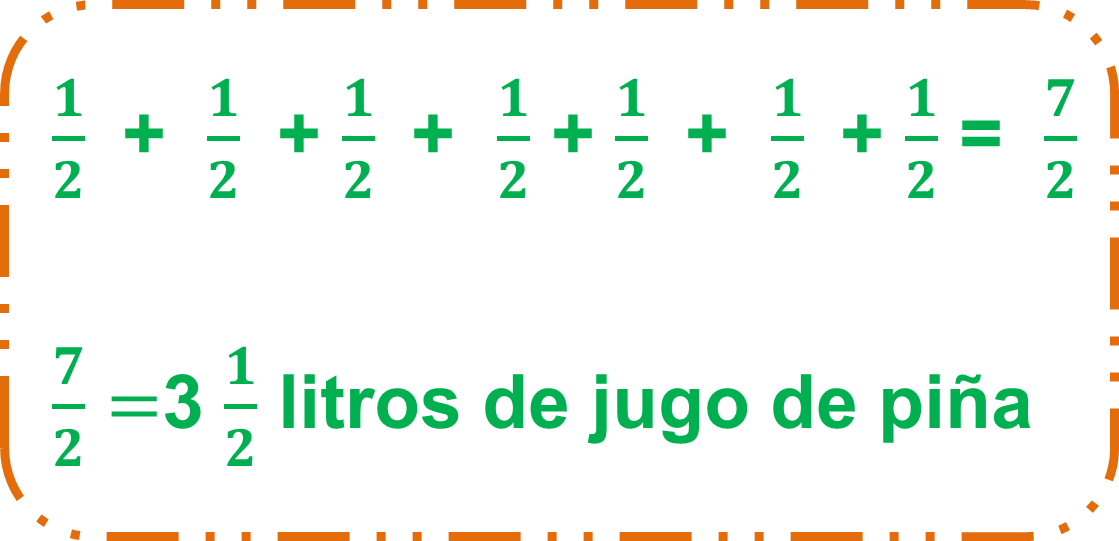 1/2 + 1/2 + 1/2 + 1/2 + 1/2 + 1/2 + 1/2 = 7/2
7/2 = 3 1/2 litros de jugo de piña